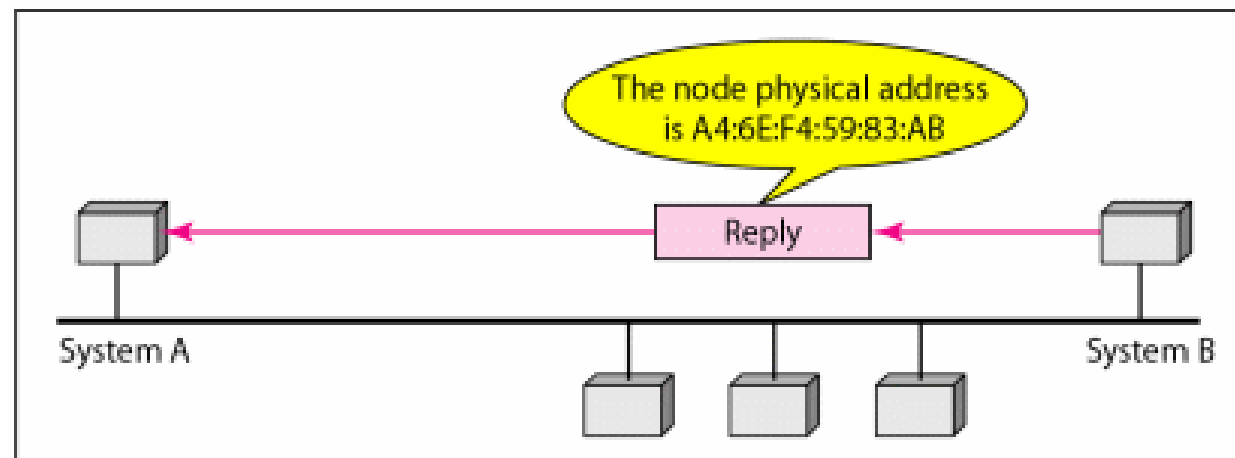 The node physical address
is A4:6E:F4:59:83:AB
Reply
System A
System B